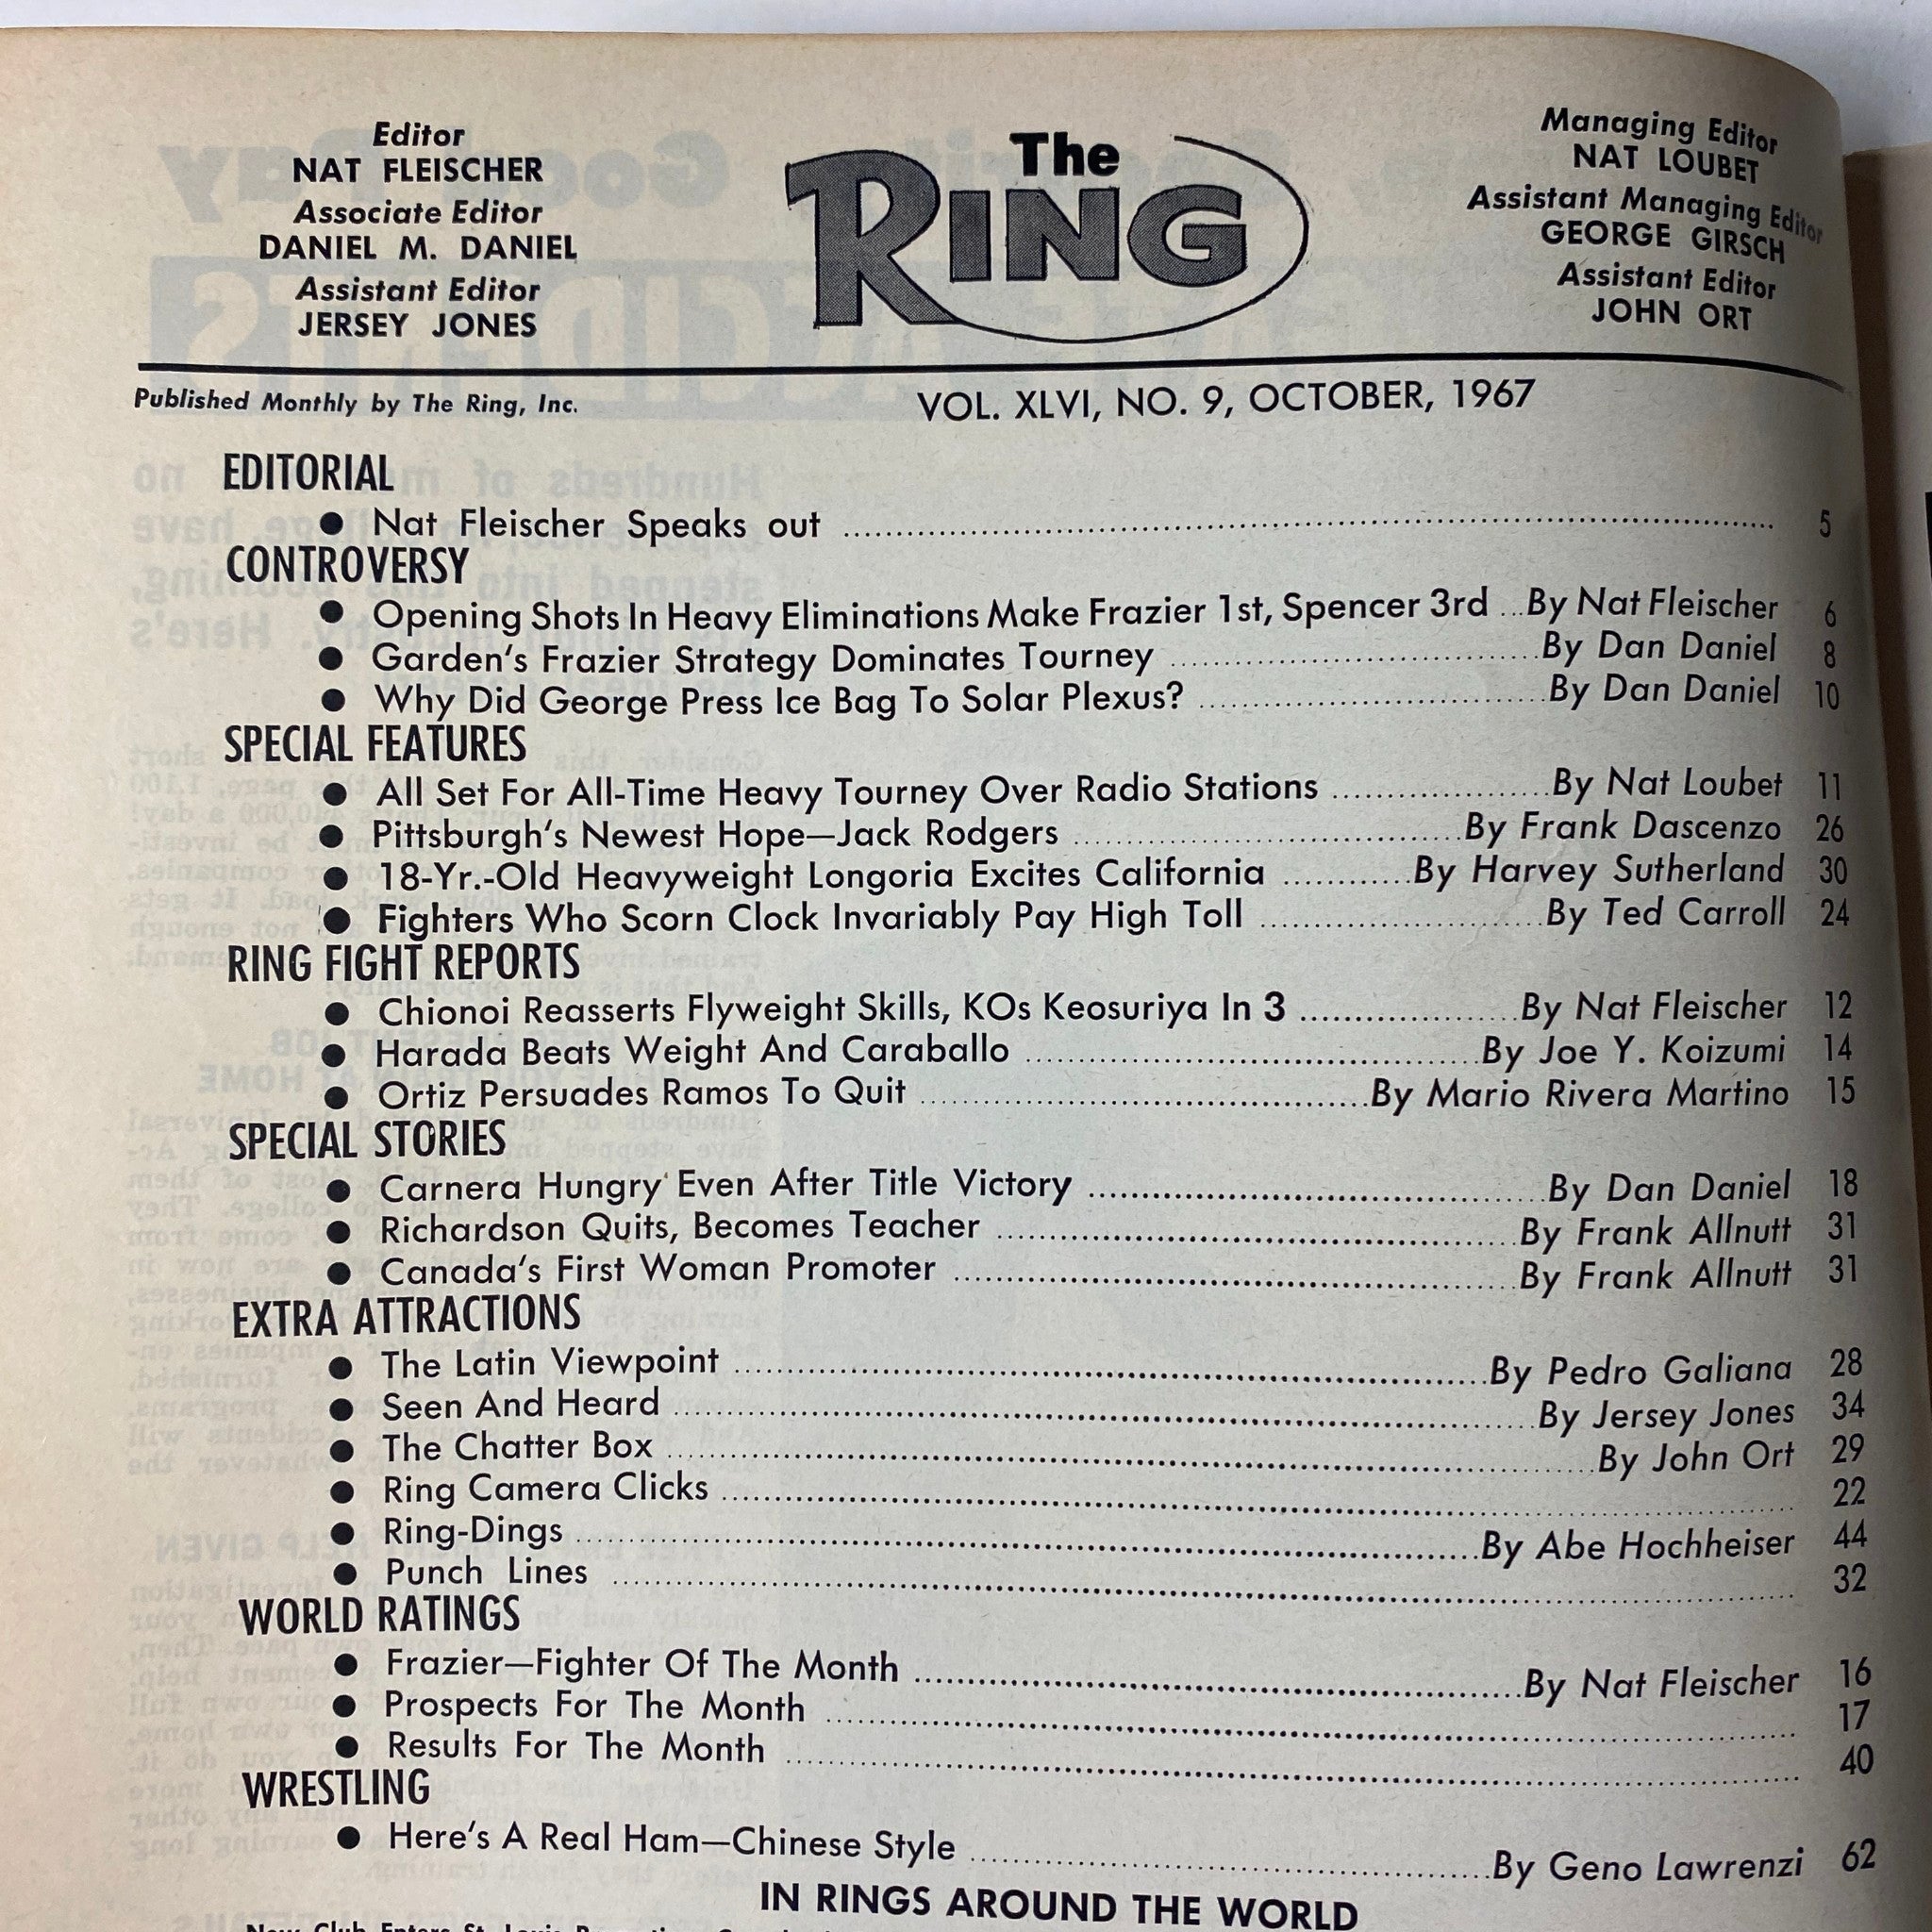 Editor
NAT FLEISCHER
Associate Editor
DANIEL M. DANIEL
Assistant Editor
JERSEY JONES
The
RING
Managing Editor
NAT LOUBET
Assistant Managing Editor
GEORGE GIRSCH
Assistant Editor
JOHN ORT
Published Monthly by The Ring, Inc.
VOL. XLVI, NO. 9, OCTOBER, 1967
EDITORIAL
● Nat Fleischer Speaks out ........ 5
CONTROVERSY
● Opening Shots In Heavy Eliminations Make Frazier 1st, Spencer 3rd ...By Nat Fleischer 6
● Garden's Frazier Strategy Dominates Tourney ........By Dan Daniel 8
● Why Did George Press Ice Bag To Solar Plexus? ........By Dan Daniel 10
SPECIAL FEATURES
● All Set For All-Time Heavy Tourney Over Radio Stations ........By Nat Loubet 11
● Pittsburgh's Newest Hope—Jack Rodgers ........By Frank Dascenzo 26
● 18-Yr.-Old Heavyweight Longoria Excites California ........By Harvey Sutherland 30
● Fighters Who Scorn Clock Invariably Pay High Toll ........By Ted Carroll 24
RING FIGHT REPORTS
● Chionoi Reasserts Flyweight Skills, KOs Keosuriya In 3 ........By Nat Fleischer 12
● Harada Beats Weight And Caraballo ........By Joe Y. Koizumi 14
● Ortiz Persuades Ramos To Quit ........By Mario Rivera Martino 15
SPECIAL STORIES
● Carnera Hungry Even After Title Victory ........By Dan Daniel 18
● Richardson Quits, Becomes Teacher ........By Frank Allnutt 31
● Canada's First Woman Promoter ........By Frank Allnutt 31
EXTRA ATTRACTIONS
● The Latin Viewpoint ........By Pedro Galiana 28
● Seen And Heard ........By Jersey Jones 34
● The Chatter Box ........By John Ort 29
● Ring Camera Clicks ........ 22
● Ring-Dings ........By Abe Hochheiser 44
● Punch Lines ........ 32
WORLD RATINGS
● Frazier—Fighter Of The Month ........By Nat Fleischer 16
● Prospects For The Month ........ 17
● Results For The Month ........ 40
WRESTLING
● Here's A Real Ham—Chinese Style ........By Geno Lawrenzi 62
IN RINGS AROUND THE WORLD